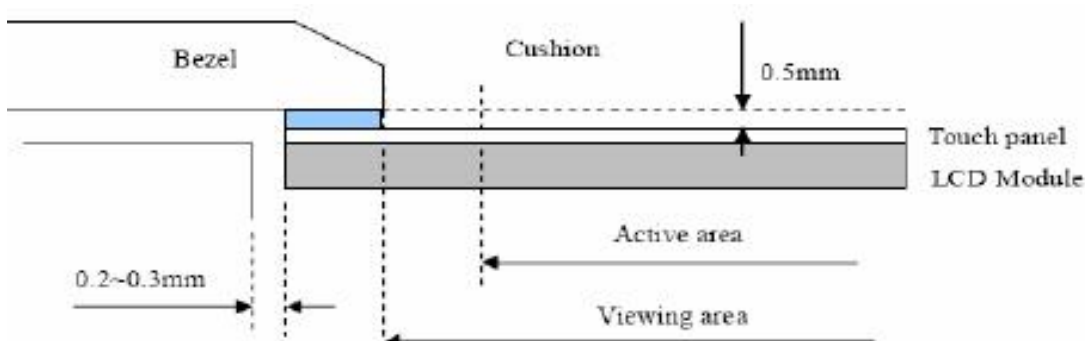 Cushion
Bezel
0.5mm
Touch panel
LCD Module
Active area
0.2~0.3mm
Viewing area